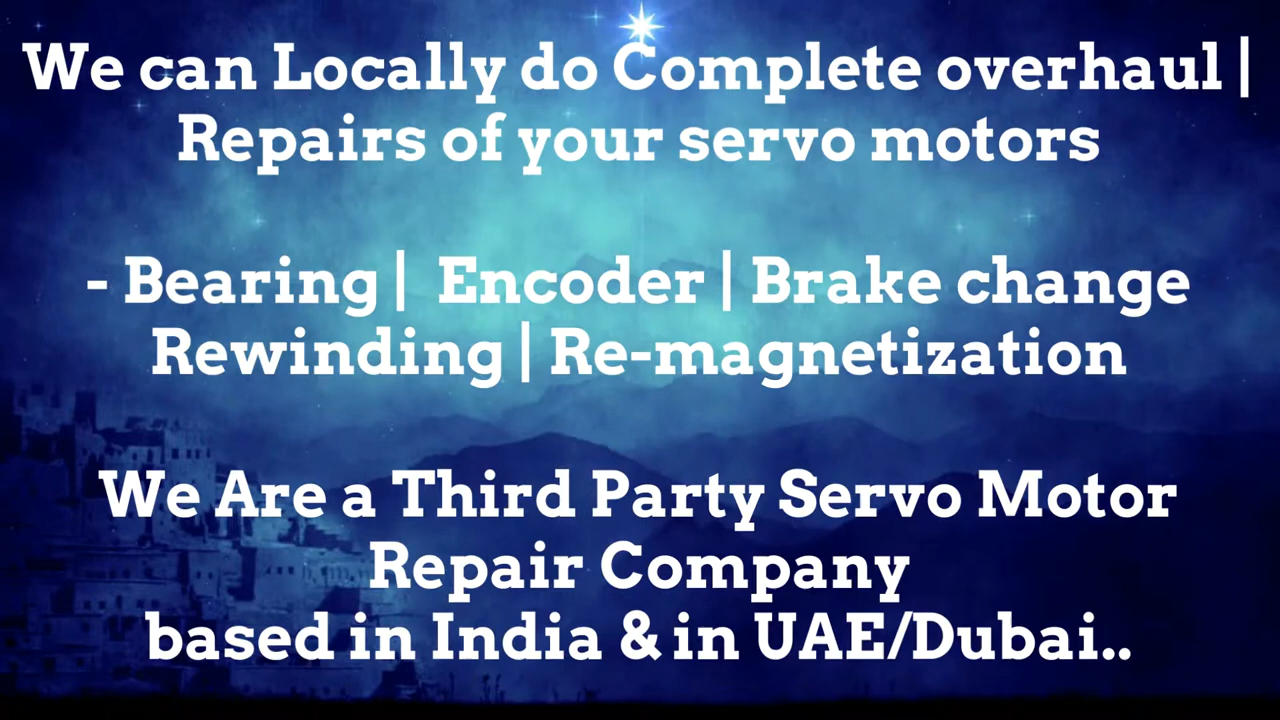 We can Locally do Complete overhaul |
Repairs of your servo motors
- Bearing | Encoder | Brake change
Rewinding | Re-magnetization
We Are a Third Party Servo Motor
Repair Company
based in India & in UAE/Dubai..